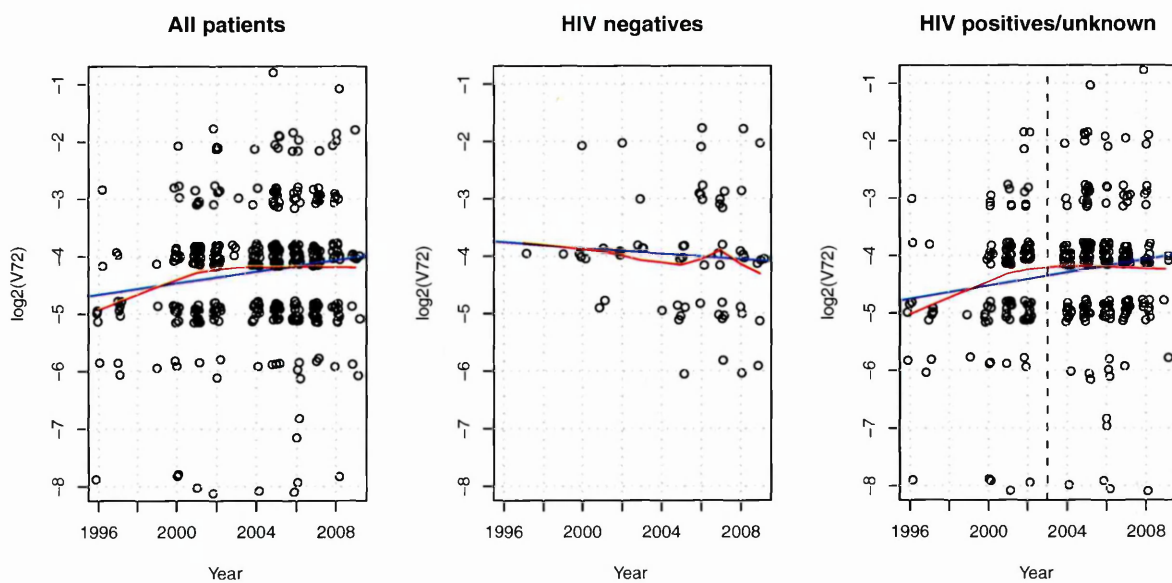 All patients
HIV negatives
HIV positives/unknown
log2(V72)
-1
-2
-3
-4
-5
-6
-7
-8
1996 2000 2004 2008
Year
log2(V72)
-1
-2
-3
-4
-5
-6
-7
-8
1996 2000 2004 2008
Year
log2(V72)
-1
-2
-3
-4
-5
-6
-7
-8
1996 2000 2004 2008
Year